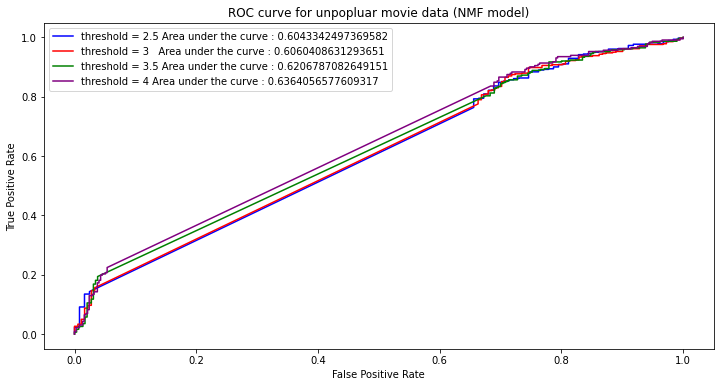 ROC curve for unpopluar movie data (NMF model)
threshold = 2.5 Area under the curve : 0.6043342497369582
threshold = 3   Area under the curve : 0.6060408631293651
threshold = 3.5 Area under the curve : 0.6206787082649151
threshold = 4 Area under the curve : 0.6364056577609317
True Positive Rate
1.0
0.8
0.6
0.4
0.2
0.0
0.0 0.2 0.4 0.6 0.8 1.0
False Positive Rate